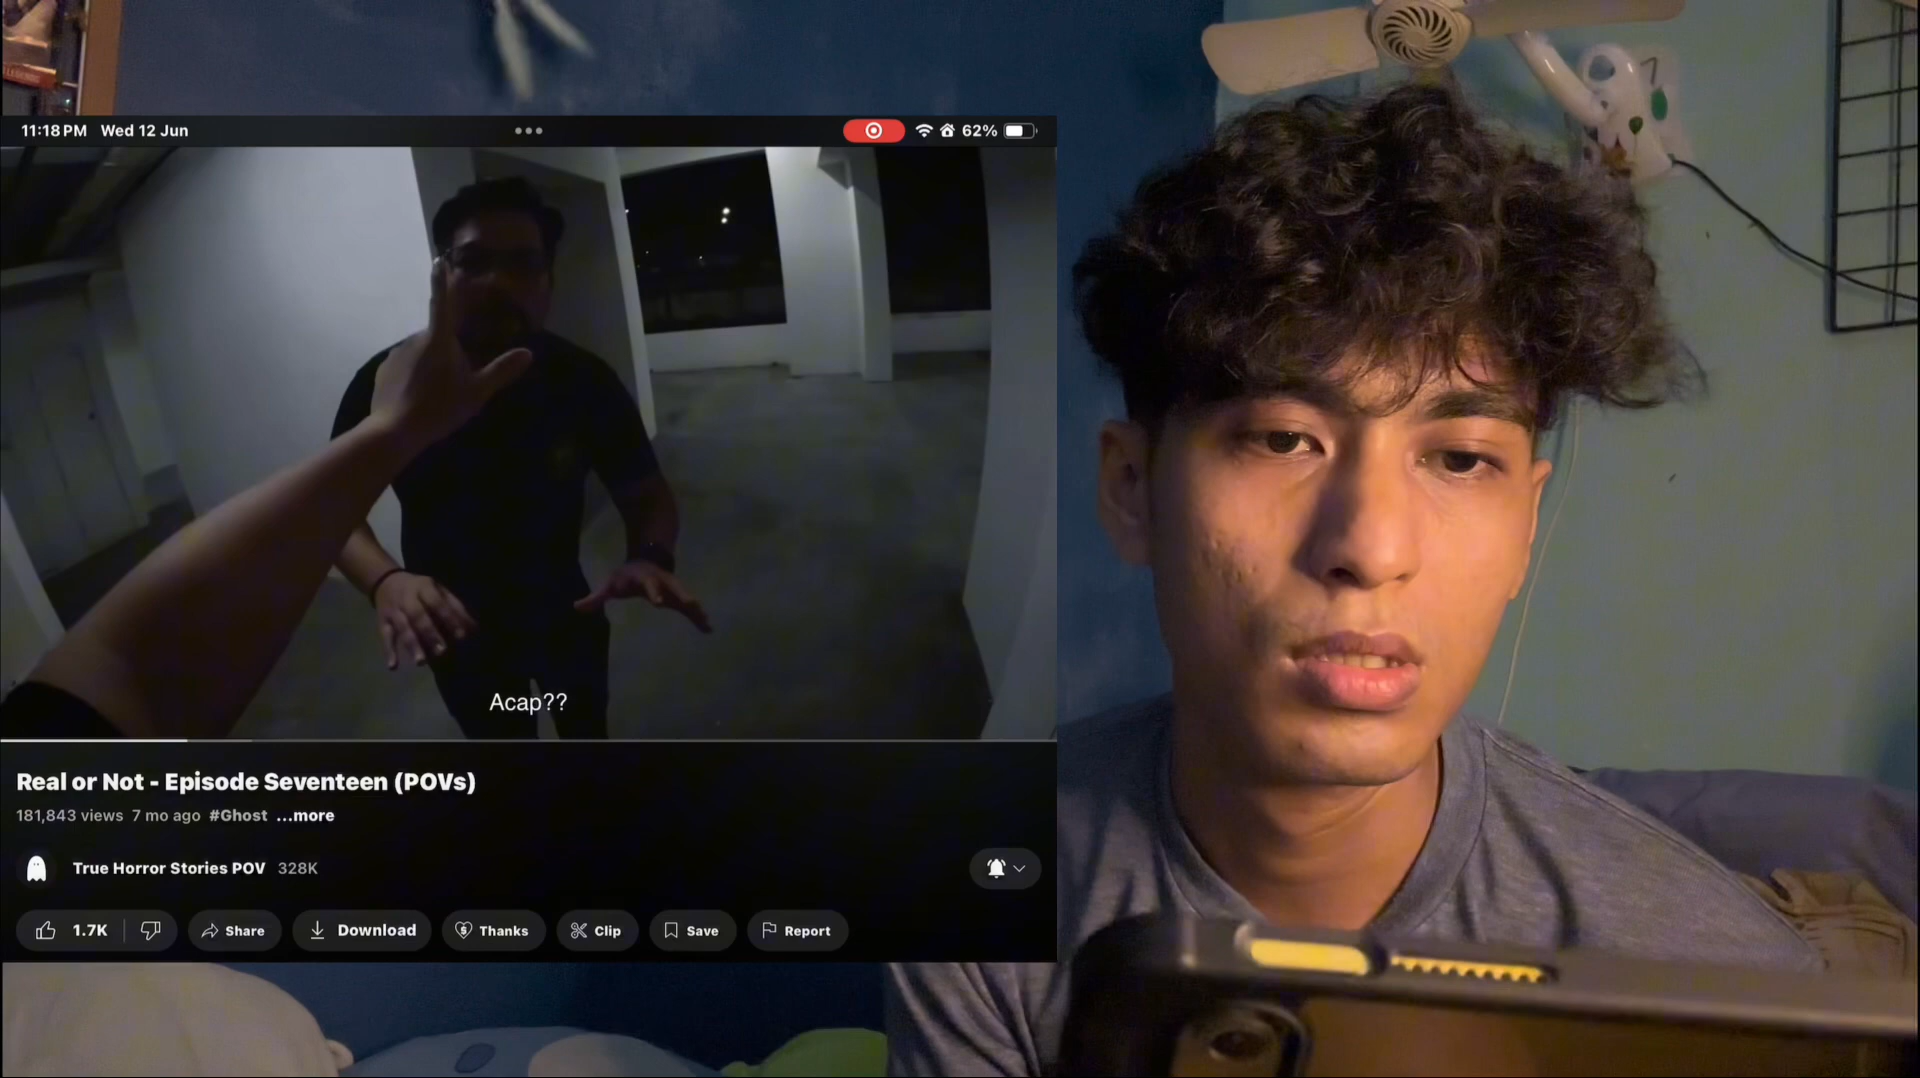 LEGENDS
11:18 PM Wed 12 Jun
62%
Acap??
Real or Not - Episode Seventeen (POVs)
181,843 views 7 mo ago #Ghost ...more
True Horror Stories POV 328K
1.7K Share Download Thanks Clip Save Report